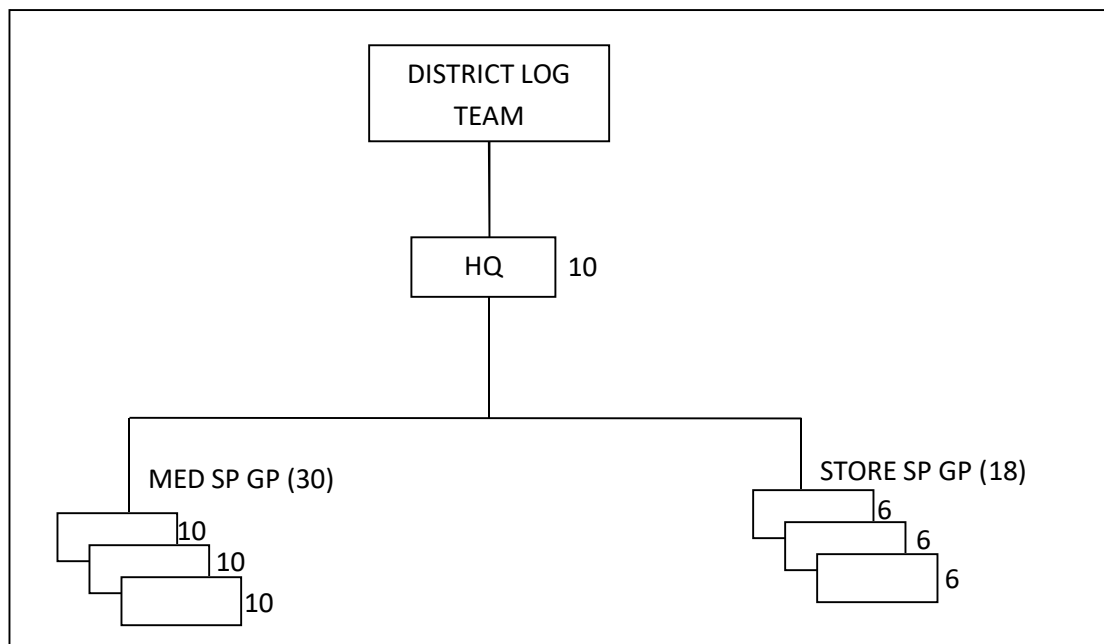 DISTRICT LOG
TEAM
HQ
10
MED SP GP (30)
10
10
10
STORE SP GP (18)
6
6
6